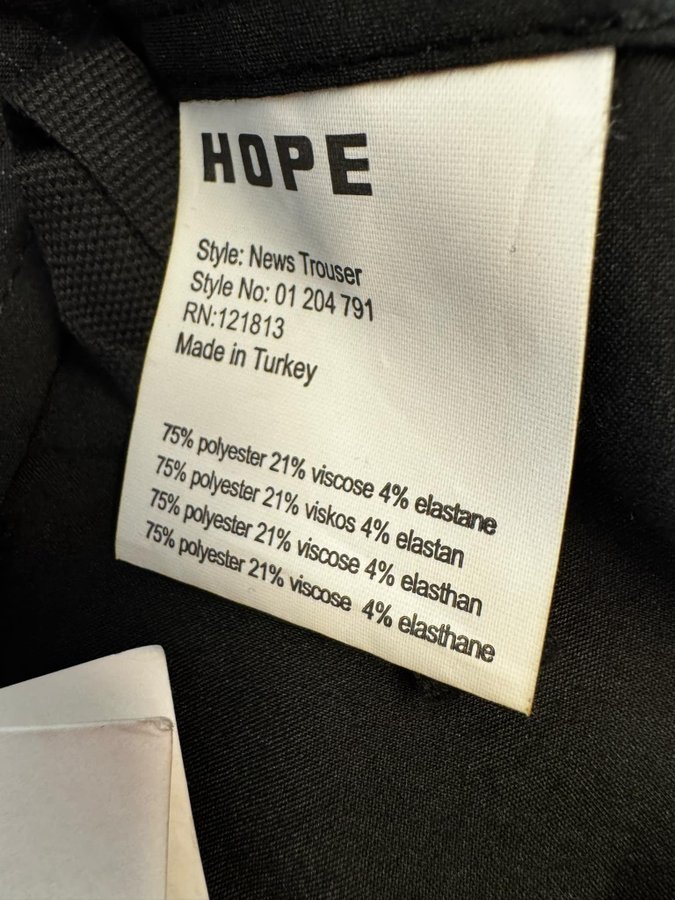 HOPE
Style: News Trouser
Style No: 01 204 791
RN:121813
Made in Turkey
75% polyester 21% viscose 4% elastane
75% polyester 21% viskos 4% elastan
75% polyester 21% viscose 4% elasthan
75% polyester 21% viscose 4% elasthane